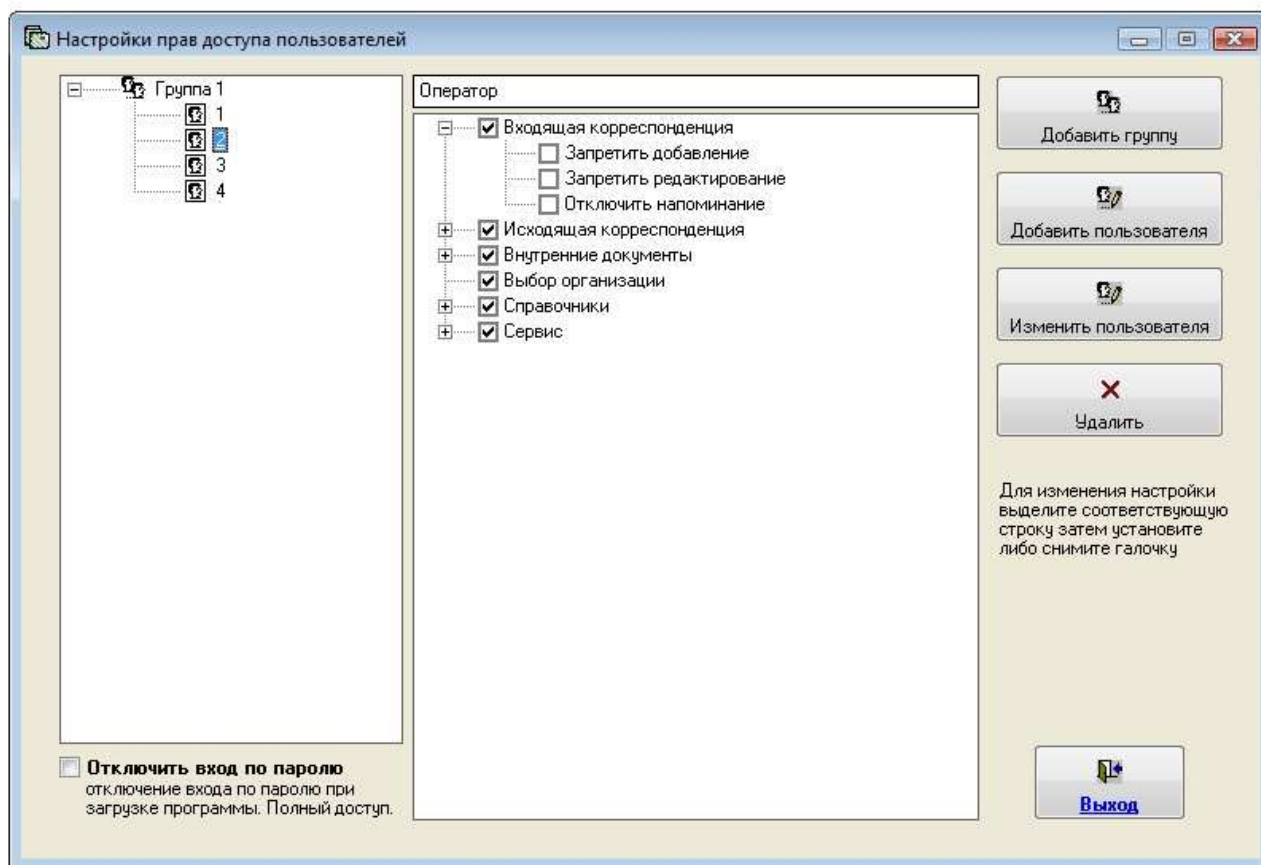 Настройки прав доступа пользователей
Группа 1
1
2
3
4
Оператор
Входящая корреспонденция
Запретить добавление
Запретить редактирование
Отключить напоминание
Исходящая корреспонденция
Внутренние документы
Выбор организации
Справочники
Сервис
Добавить группу
Добавить пользователя
Изменить пользователя
Удалить
Для изменения настройки
выделите соответствующую
строку затем установите
либо снимите галочку
Отключить вход по паролю
отключение входа по паролю при
загрузке программы. Полный доступ.
Выход